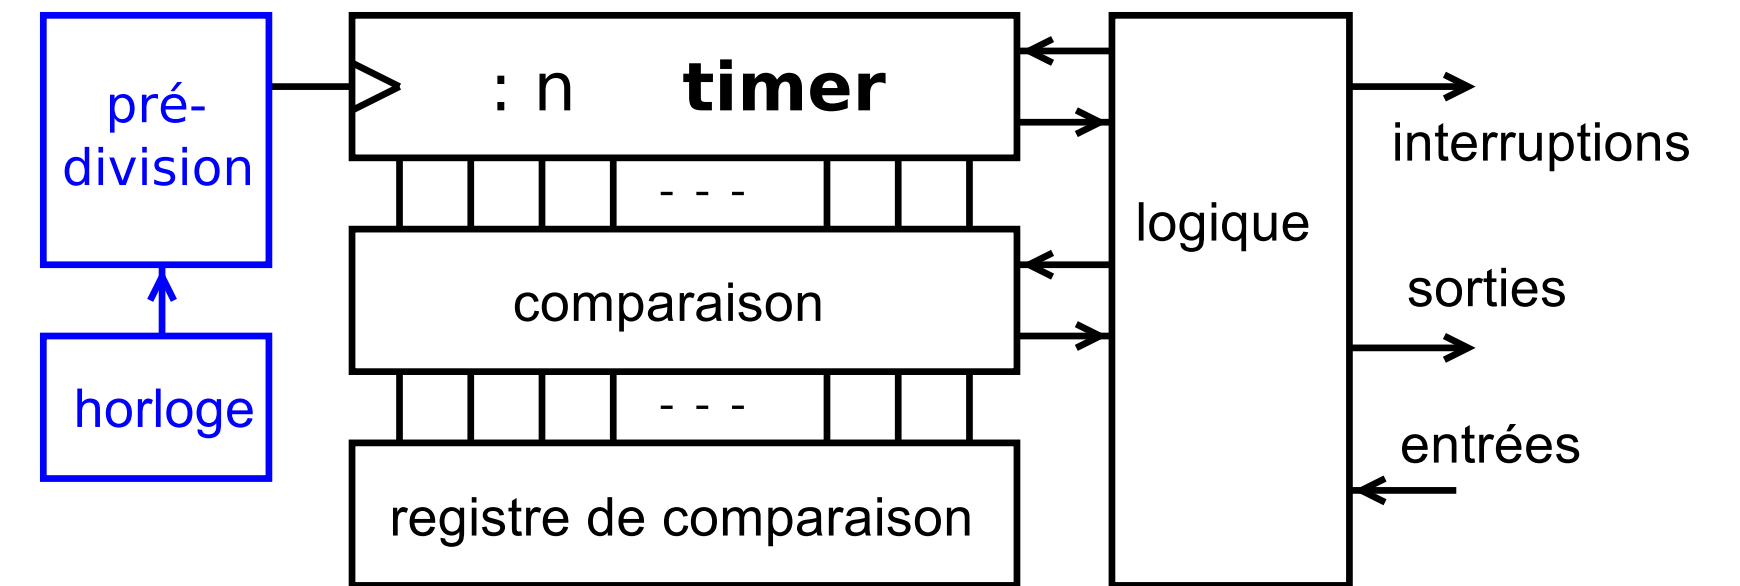 pré-
division
horloge
: n timer
- - -
comparaison
- - -
registre de comparaison
logique
interruptions
sorties
entrées